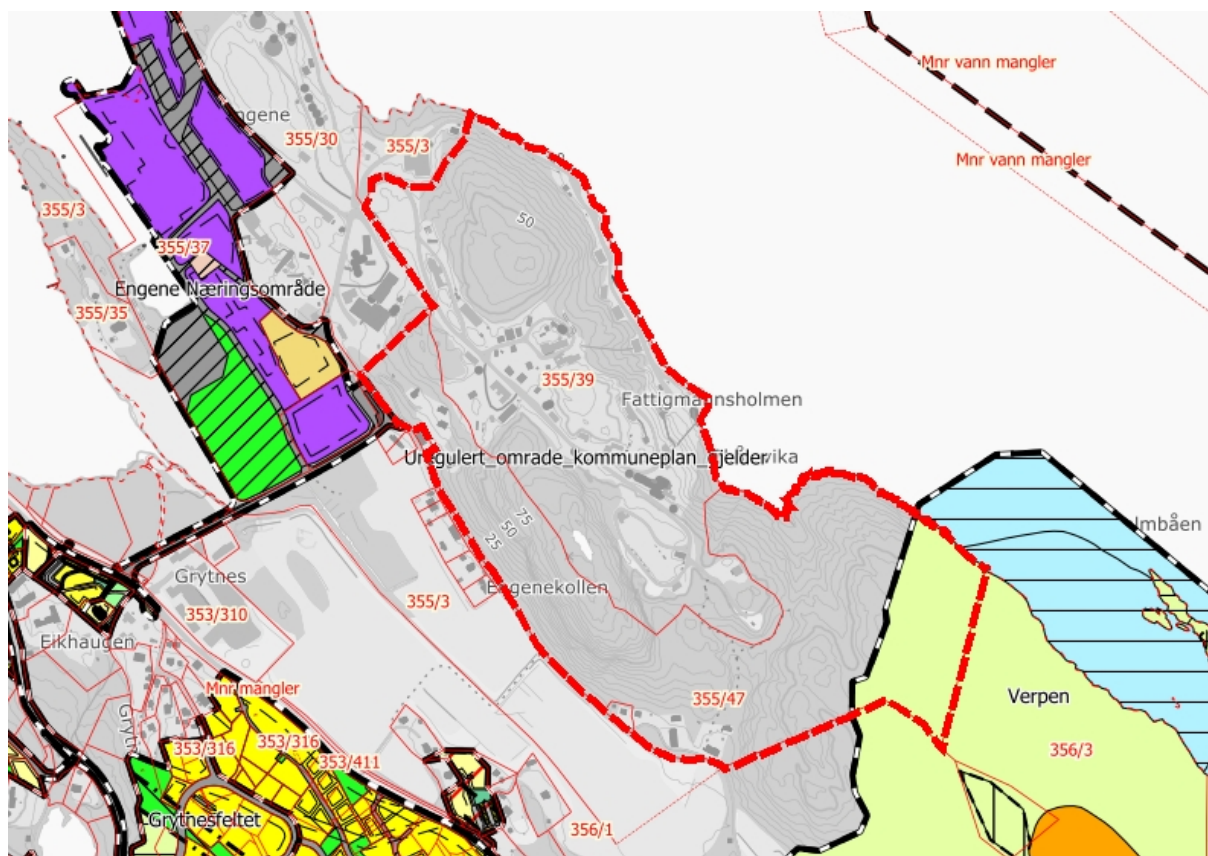 Mnr vann mangler
Mnr vann mangler
ngene
355/30
355/3
50
355/3
355/37
Engene Næringsområde
355/35
355/39
Fattigmannsholmen
Uregulert_omrade_kommuneplan_gjelder
vika
75
50
25
Imbåen
Engenekollen
Grytnes
355/3
353/310
Eikhaugen
Mnr mangler
355/47
Verpen
356/3
353/316
353/316
353/411
Grytnesfeltet
356/1